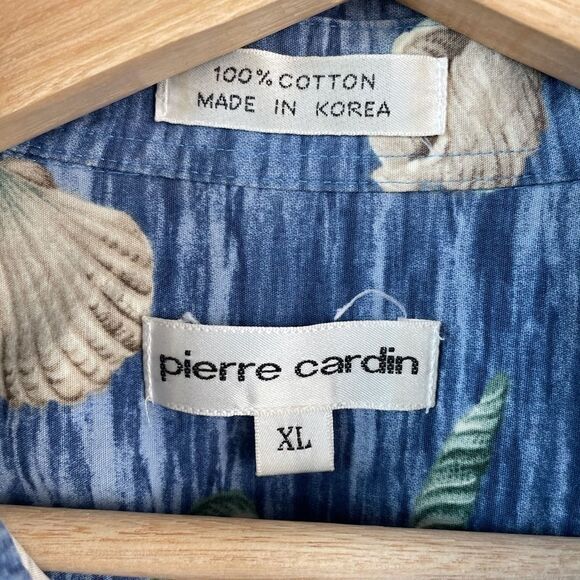 100% COTTON
MADE IN KOREA
pierre cardin
XL